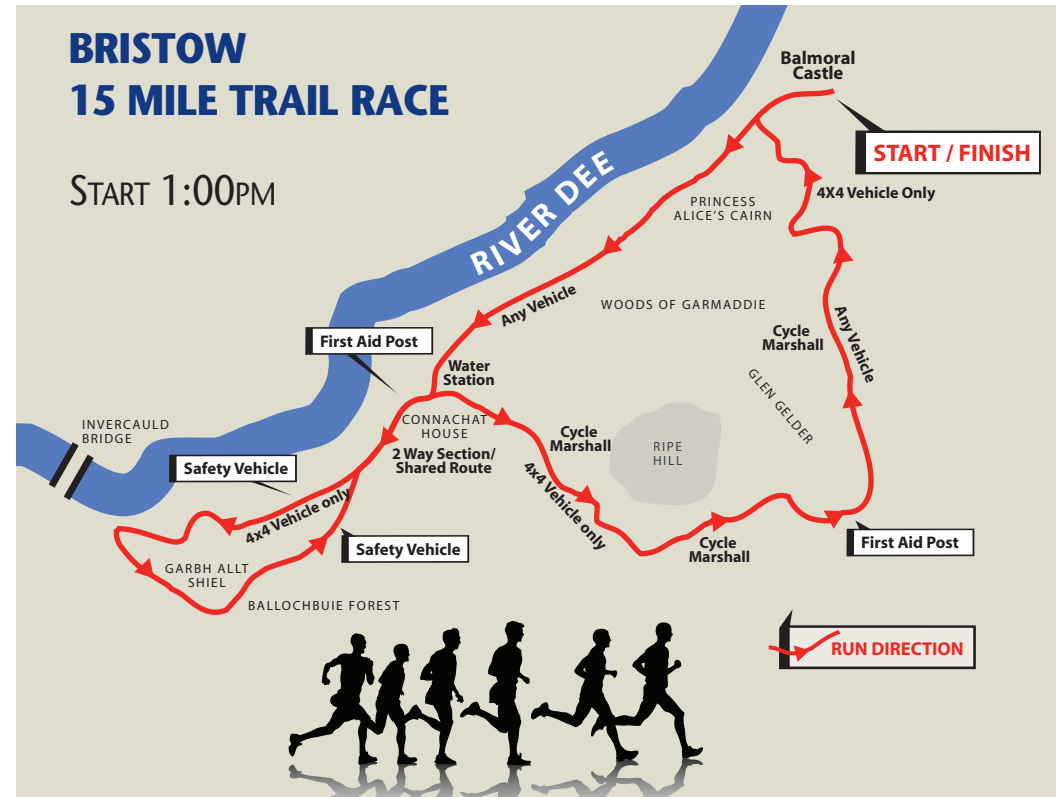 BRISTOW
15 MILE TRAIL RACE
START 1:00PM
Balmoral
Castle
START / FINISH
4X4 Vehicle Only
PRINCESS
ALICE'S CAIRN
RIVER DEE
Any Vehicle
WOODS OF GARMADDIE
Cycle
Marshall
Any Vehicle
GLEN GELDER
First Aid Post
Water
Station
CONNACHAT
HOUSE
2 Way Section/
Shared Route
INVERCAULD
BRIDGE
Safety Vehicle
4x4 Vehicle only
Safety Vehicle
Cycle
Marshall
RIPE
HILL
4x4 Vehicle only
Cycle
Marshall
First Aid Post
GARBH ALLT
SHIEL
BALLOCHBUIE FOREST
RUN DIRECTION